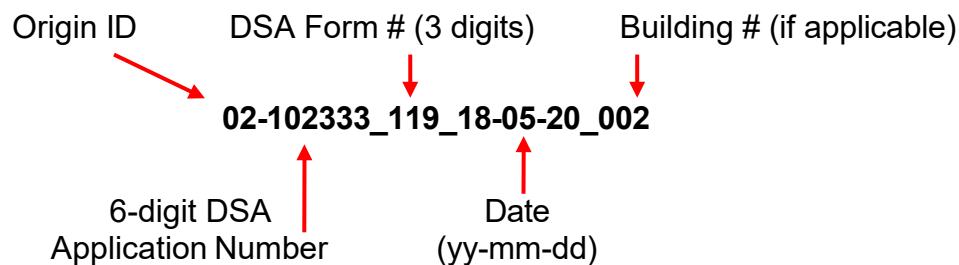 Origin ID DSA Form # (3 digits) Building # (if applicable)
02-102333_119_18-05-20_002
6-digit DSA Date
Application Number (yy-mm-dd)